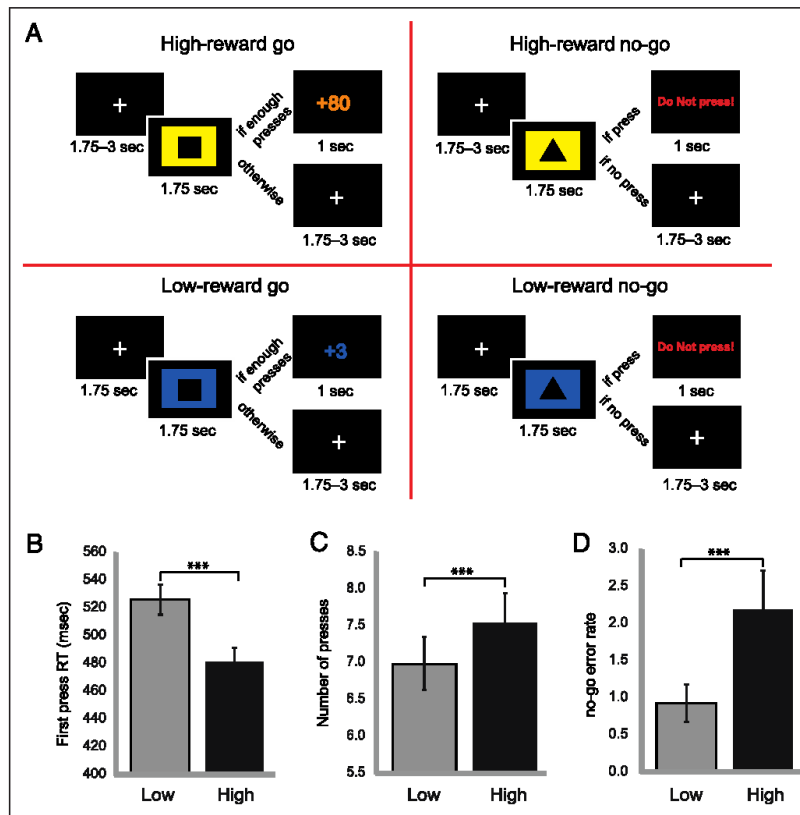 A
High-reward go
+80
if enough
presses
1.75–3 sec
1 sec
otherwise
1.75 sec
1.75–3 sec
High-reward no-go
Do Not press!
if press
1.75–3 sec
1 sec
if no press
1.75 sec
1.75–3 sec
Low-reward go
+3
if enough
presses
1.75 sec
1 sec
otherwise
1.75 sec
1.75–3 sec
Low-reward no-go
Do Not press!
if press
1.75 sec
1 sec
if no press
1.75 sec
1.75–3 sec
B
First press RT (msec)
560
540
520
500
480
460
440
420
400
***
Low High
C
Number of presses
8.5
8.0
7.5
7.0
6.5
6.0
5.5
***
Low High
D
no-go error rate
3.0
2.5
2.0
1.5
1.0
0.5
0.0
***
Low High